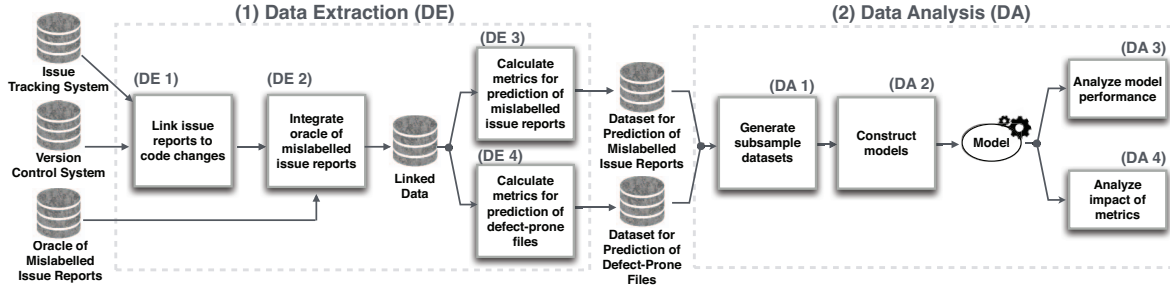 (1) Data Extraction (DE)
(2) Data Analysis (DA)
Issue
Tracking System
Version
Control System
Oracle of
Mislabelled
Issue Reports
(DE 1)
Link issue
reports to
code changes
(DE 2)
Integrate
oracle of
mislabelled
issue reports
Linked
Data
(DE 3)
Calculate
metrics for
prediction of
mislabelled
issue reports
(DE 4)
Calculate
metrics for
prediction of
defect-prone
files
Dataset for
Prediction of
Mislabelled
Issue Reports
Dataset for
Prediction of
Defect-Prone
Files
(DA 1)
Generate
subsample
datasets
(DA 2)
Construct
models
Model
(DA 3)
Analyze model
performance
(DA 4)
Analyze
impact of
metrics